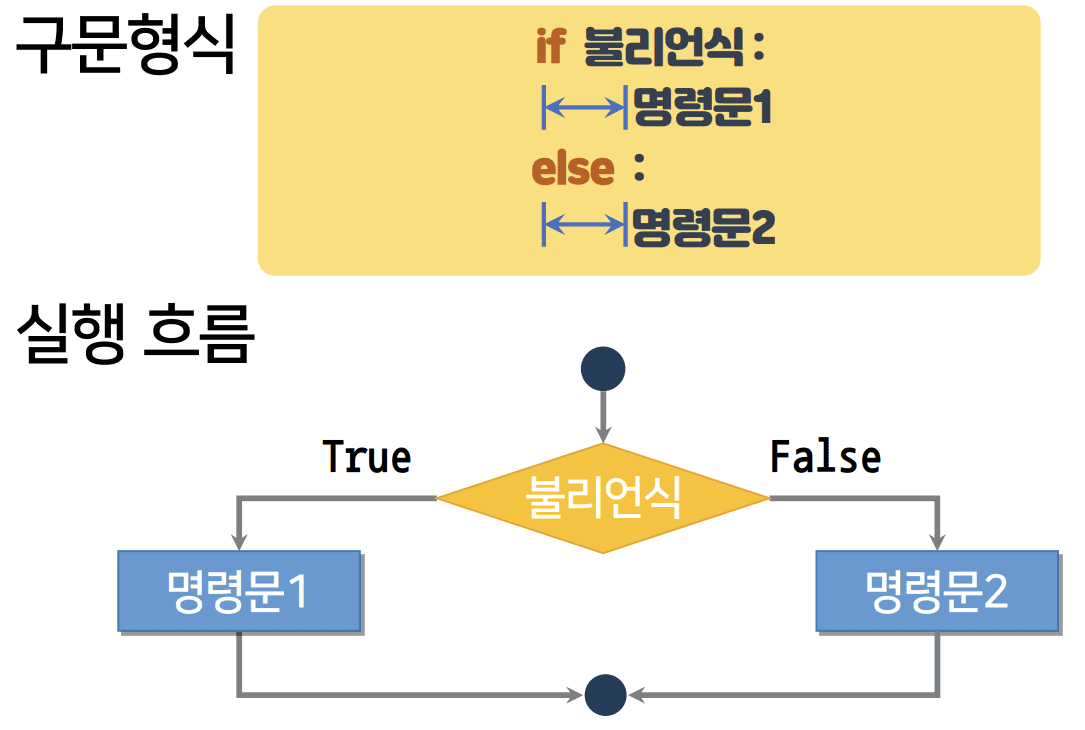 구문형식
if 불리언식 :
명령문1
else :
명령문2
실행 흐름
True
False
불리언식
명령문1
명령문2